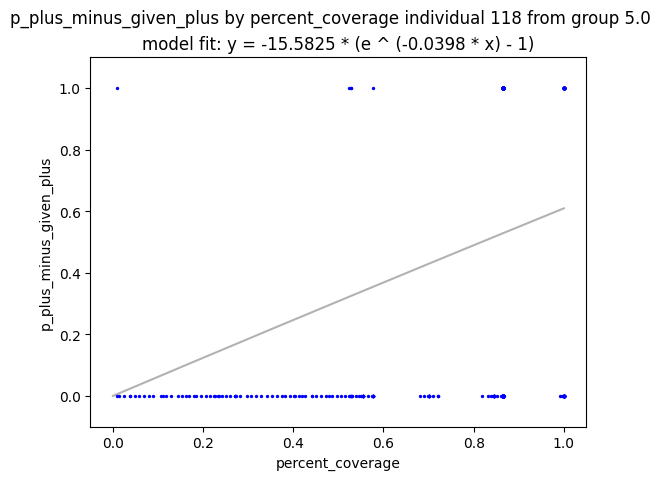 p_plus_minus_given_plus by percent_coverage individual 118 from group 5.0
model fit: y = -15.5825 * (e ^ (-0.0398 * x) - 1)
1.0
0.8
0.6
0.4
0.2
0.0
p_plus_minus_given_plus
0.0 0.2 0.4 0.6 0.8 1.0
percent_coverage